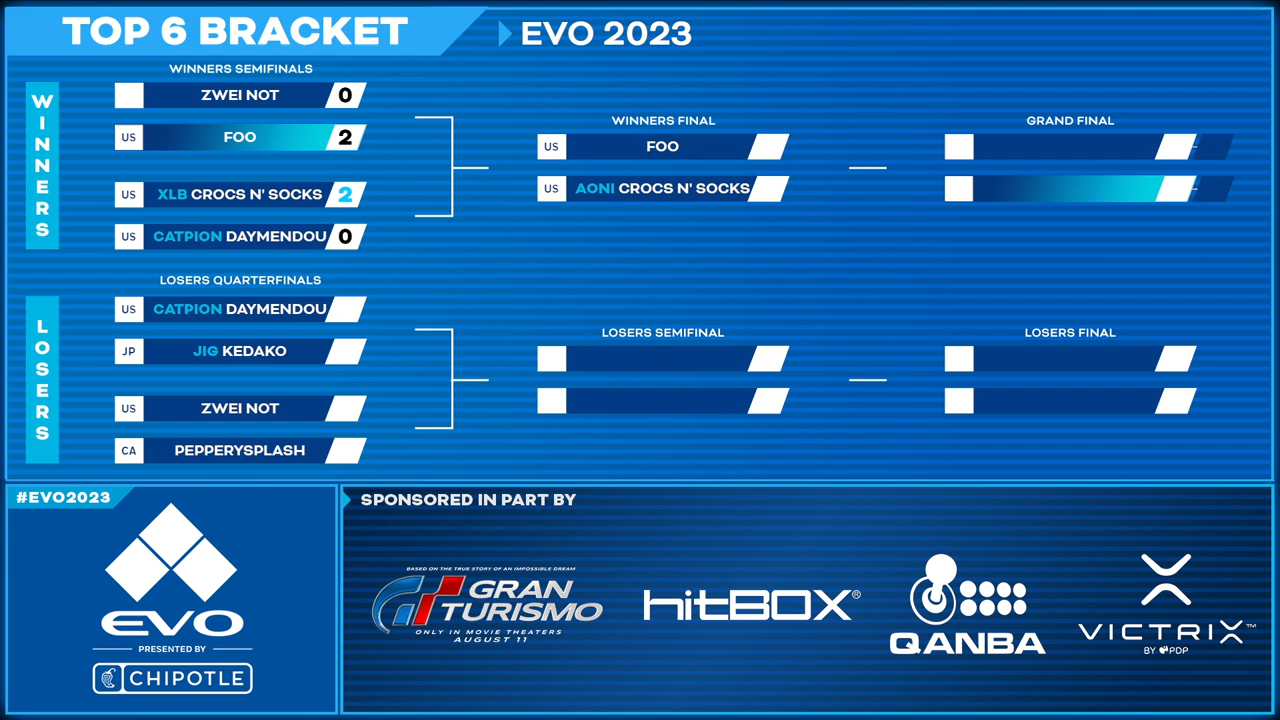 TOP 6 BRACKET
EVO 2023
WINNERS
WINNERS SEMIFINALS
ZWEI NOT 0
US FOO 2
US XLB CROCS N' SOCKS 2
US CATPION DAYMENDOU 0
WINNERS FINAL
US FOO
US AONI CROCS N' SOCKS
GRAND FINAL
LOSERS
LOSERS QUARTERFINALS
US CATPION DAYMENDOU
JP JIG KEDAKO
US ZWEI NOT
CA PEPPERYSPLASH
LOSERS SEMIFINAL
LOSERS FINAL
#EVO2023
EVO
PRESENTED BY
CHIPOTLE
SPONSORED IN PART BY
BASED ON THE TRUE STORY OF AN IMPOSSIBLE DREAM
GRAN
TURISMO
ONLY IN MOVIE THEATERS
AUGUST 11
hitBOX®
QANBA
VICTRIX™
BY PDP